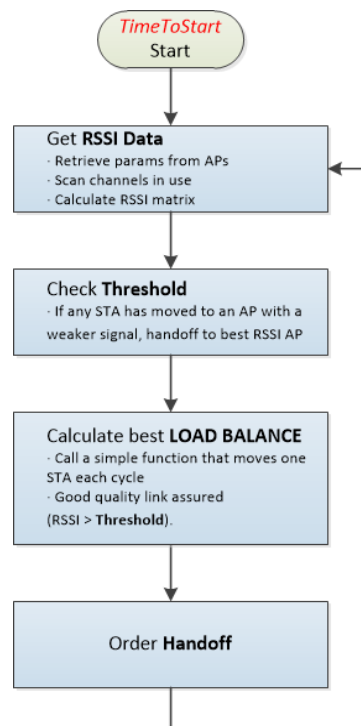 TimeToStart
Start
Get RSSI Data
· Retrieve params from APs
· Scan channels in use
· Calculate RSSI matrix
Check Threshold
· If any STA has moved to an AP with a
weaker signal, handoff to best RSSI AP
Calculate best LOAD BALANCE
· Call a simple function that moves one
STA each cycle
· Good quality link assured
(RSSI > Threshold).
Order Handoff